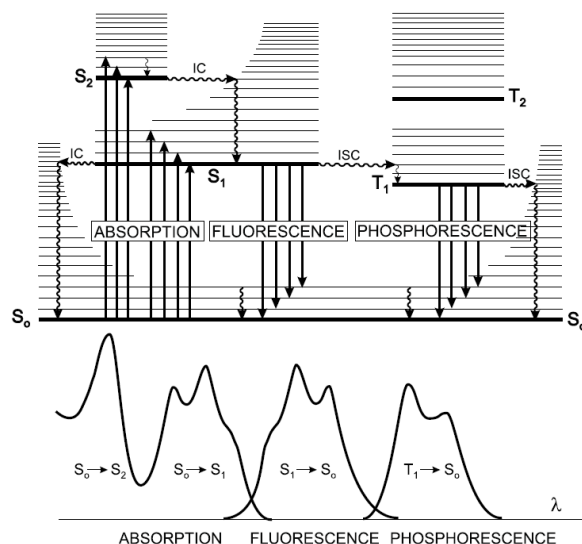 S2
IC
T2
IC
S1
ISC
T1
ISC
ABSORPTION
FLUORESCENCE
PHOSPHORESCENCE
So
So
So→S2
So→S1
S1→So
T1→So
λ
ABSORPTION
FLUORESCENCE
PHOSPHORESCENCE